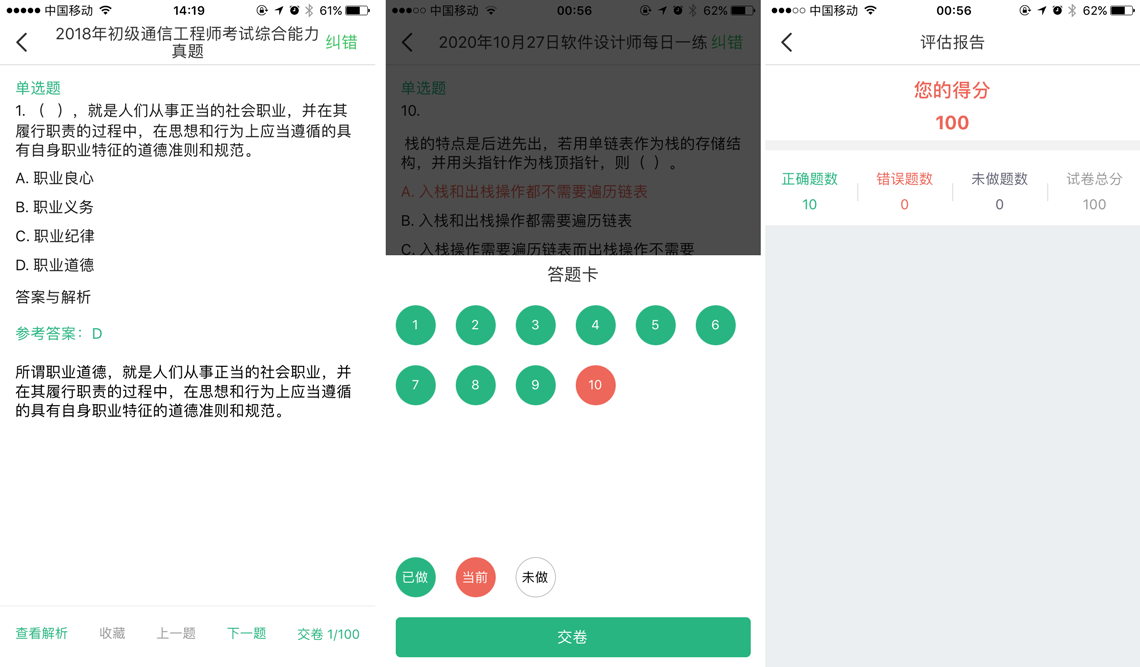 中国移动
14:19
61%
2018年初级通信工程师考试综合能力
真题
纠错
单选题
1. （  ），就是人们从事正当的社会职业，并在其
履行职责的过程中，在思想和行为上应当遵循的具
有自身职业特征的道德准则和规范。
A. 职业良心
B. 职业义务
C. 职业纪律
D. 职业道德
答案与解析
参考答案：D
所谓职业道德，就是人们从事正当的社会职业，并
在其履行职责的过程中，在思想和行为上应当遵循
的具有自身职业特征的道德准则和规范。
查看解析
收藏
上一题
下一题
交卷 1/100
中国移动
00:56
62%
2020年10月27日软件设计师每日一练
纠错
单选题
10.
栈的特点是后进先出，若用单链表作为栈的存储结
构，并用头指针作为栈顶指针，则（  ）。
A. 入栈和出栈操作都不需要遍历链表
B. 入栈和出栈操作都需要遍历链表
C. 入栈操作需要遍历链表而出栈操作不需要
答题卡
1 2 3 4 5 6
7 8 9 10
已做 当前 未做
交卷
中国移动
00:56
62%
评估报告
您的得分
100
正确题数 错误题数 未做题数 试卷总分
10 0 0 100